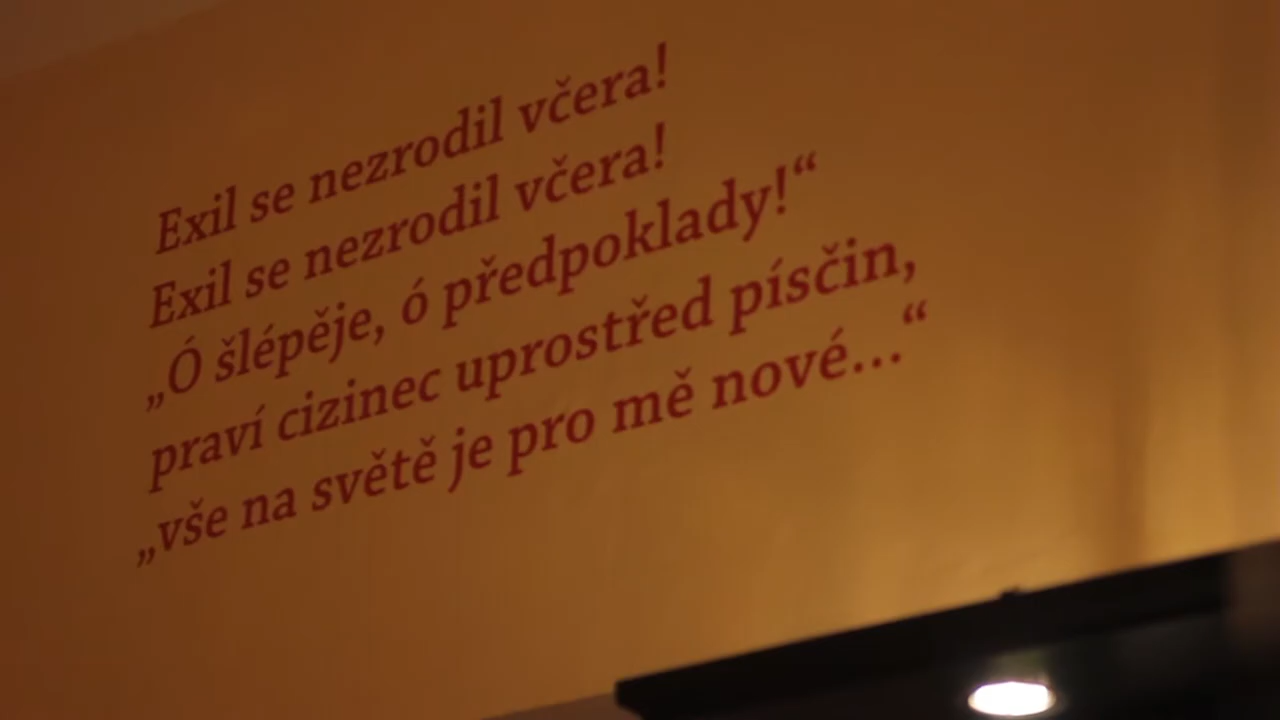 Exil se nezrodil včera!
Exil se nezrodil včera!
„Ó šlépěje, ó předpoklady!“
praví cizinec uprostřed písčin,
„vše na světě je pro mě nové...“